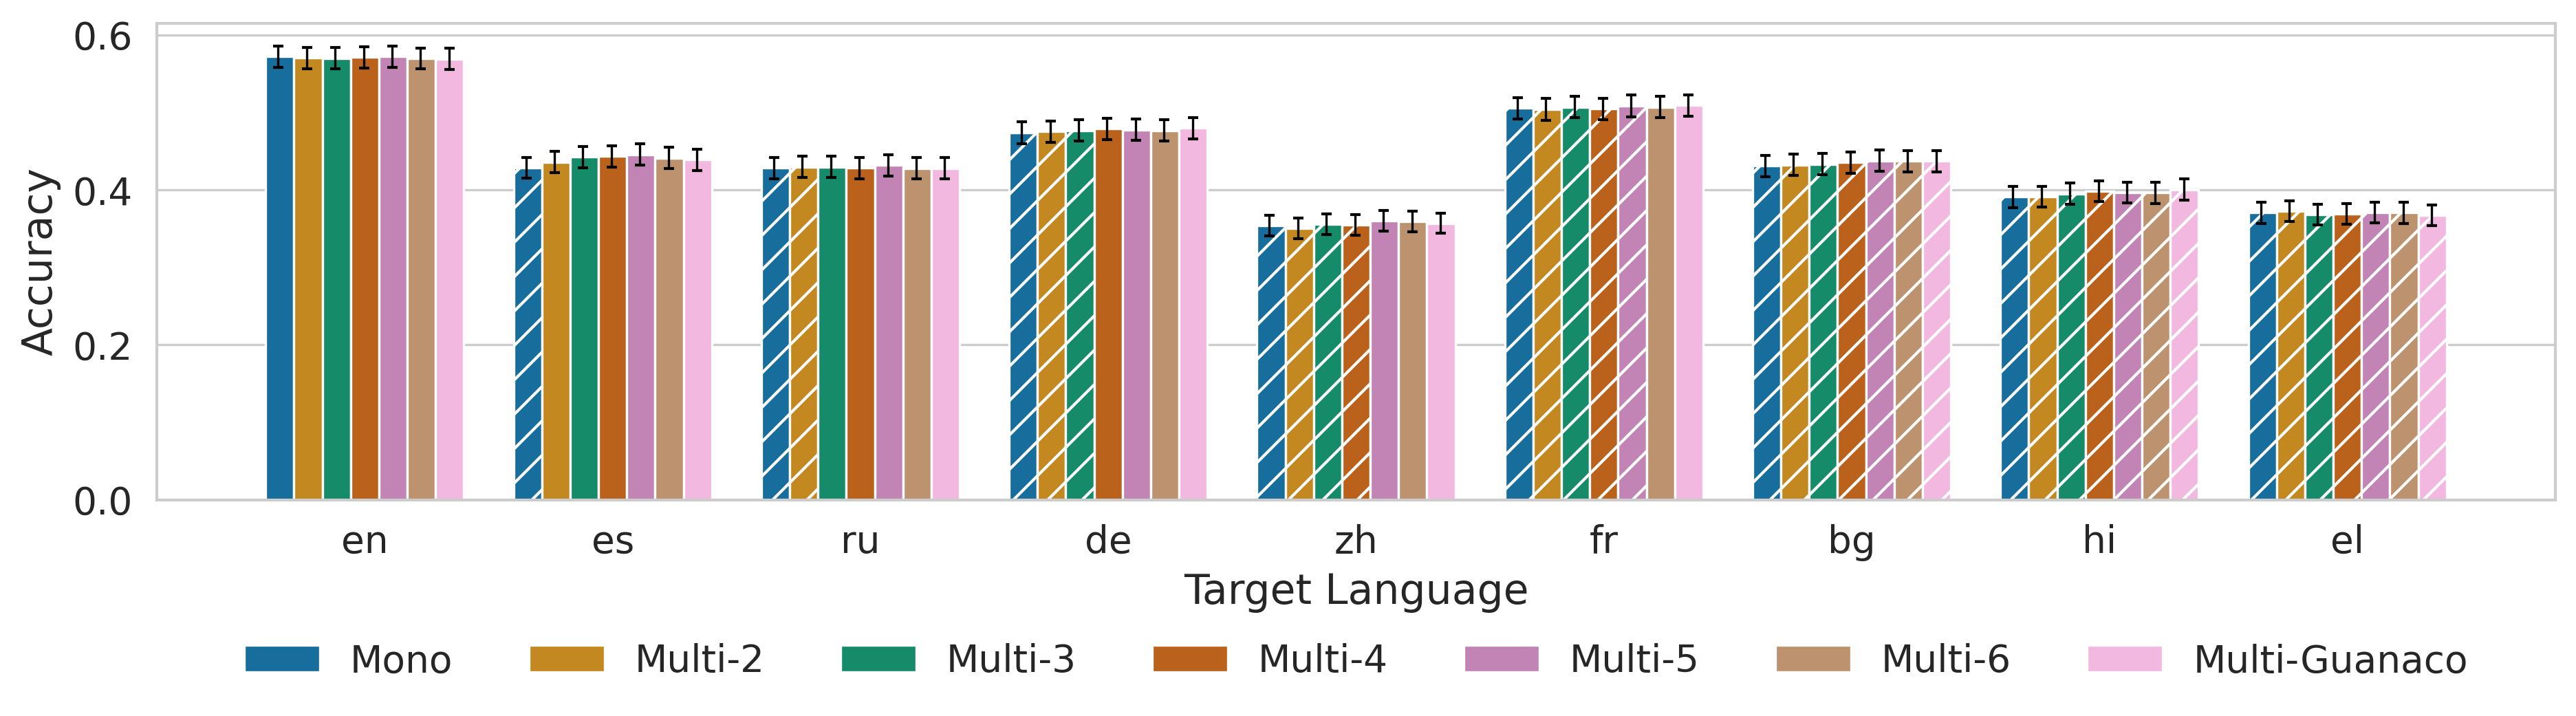 0.6
0.4
0.2
0.0
Accuracy
en es ru de zh fr bg hi el
Target Language
Mono Multi-2 Multi-3 Multi-4 Multi-5 Multi-6 Multi-Guanaco